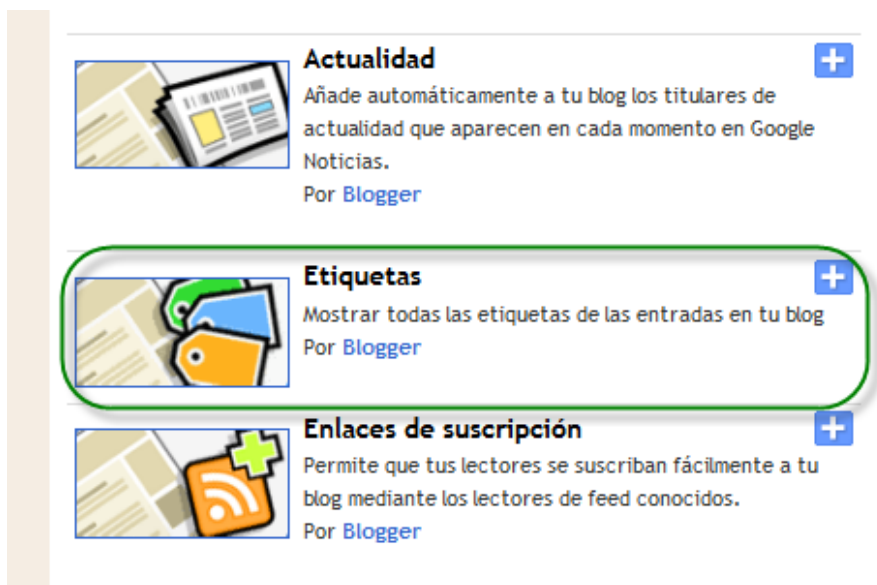 Actualidad
Añade automáticamente a tu blog los titulares de
actualidad que aparecen en cada momento en Google
Noticias.
Por Blogger
Etiquetas
Mostrar todas las etiquetas de las entradas en tu blog
Por Blogger
Enlaces de suscripción
Permite que tus lectores se suscriban fácilmente a tu
blog mediante los lectores de feed conocidos.
Por Blogger